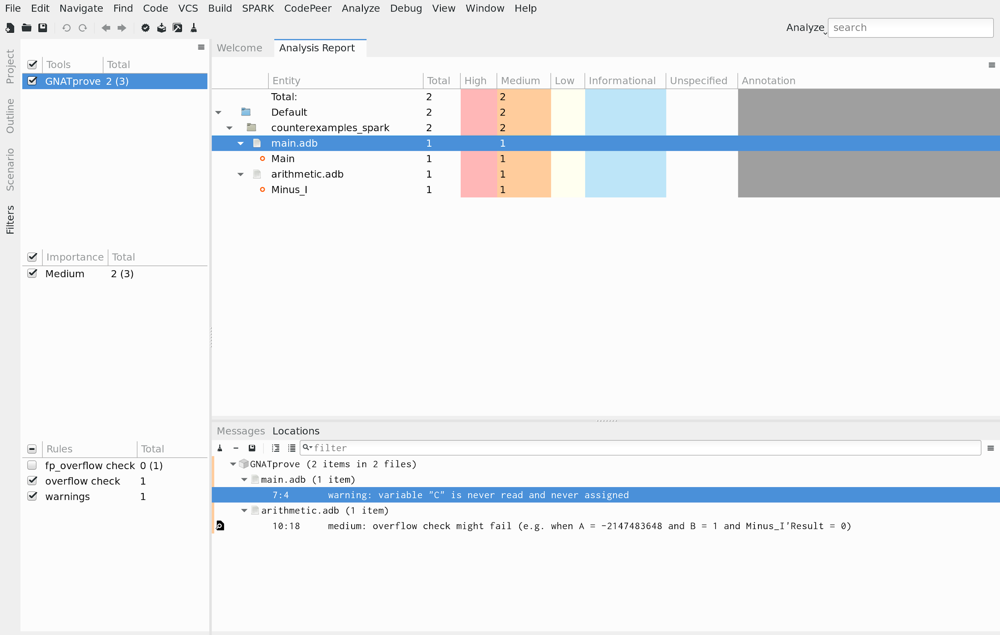 File Edit Navigate Find Code VCS Build SPARK CodePeer Analyze Debug View Window Help
Analyze search
Project
Outline
Scenario
Filters
Tools Total
GNATprove 2 (3)
Importance Total
Medium 2 (3)
Rules Total
fp_overflow check 0 (1)
overflow check 1
warnings 1
Welcome Analysis Report
Entity Total High Medium Low Informational Unspecified Annotation
Total: 2 2
Default 2 2
counterexamples_spark 2 2
main.adb 1 1
Main 1 1
arithmetic.adb 1 1
Minus_I 1 1
Messages Locations
filter
GNATprove (2 items in 2 files)
main.adb (1 item)
7:4 warning: variable "C" is never read and never assigned
arithmetic.adb (1 item)
10:18 medium: overflow check might fail (e.g. when A = -2147483648 and B = 1 and Minus_I'Result = 0)